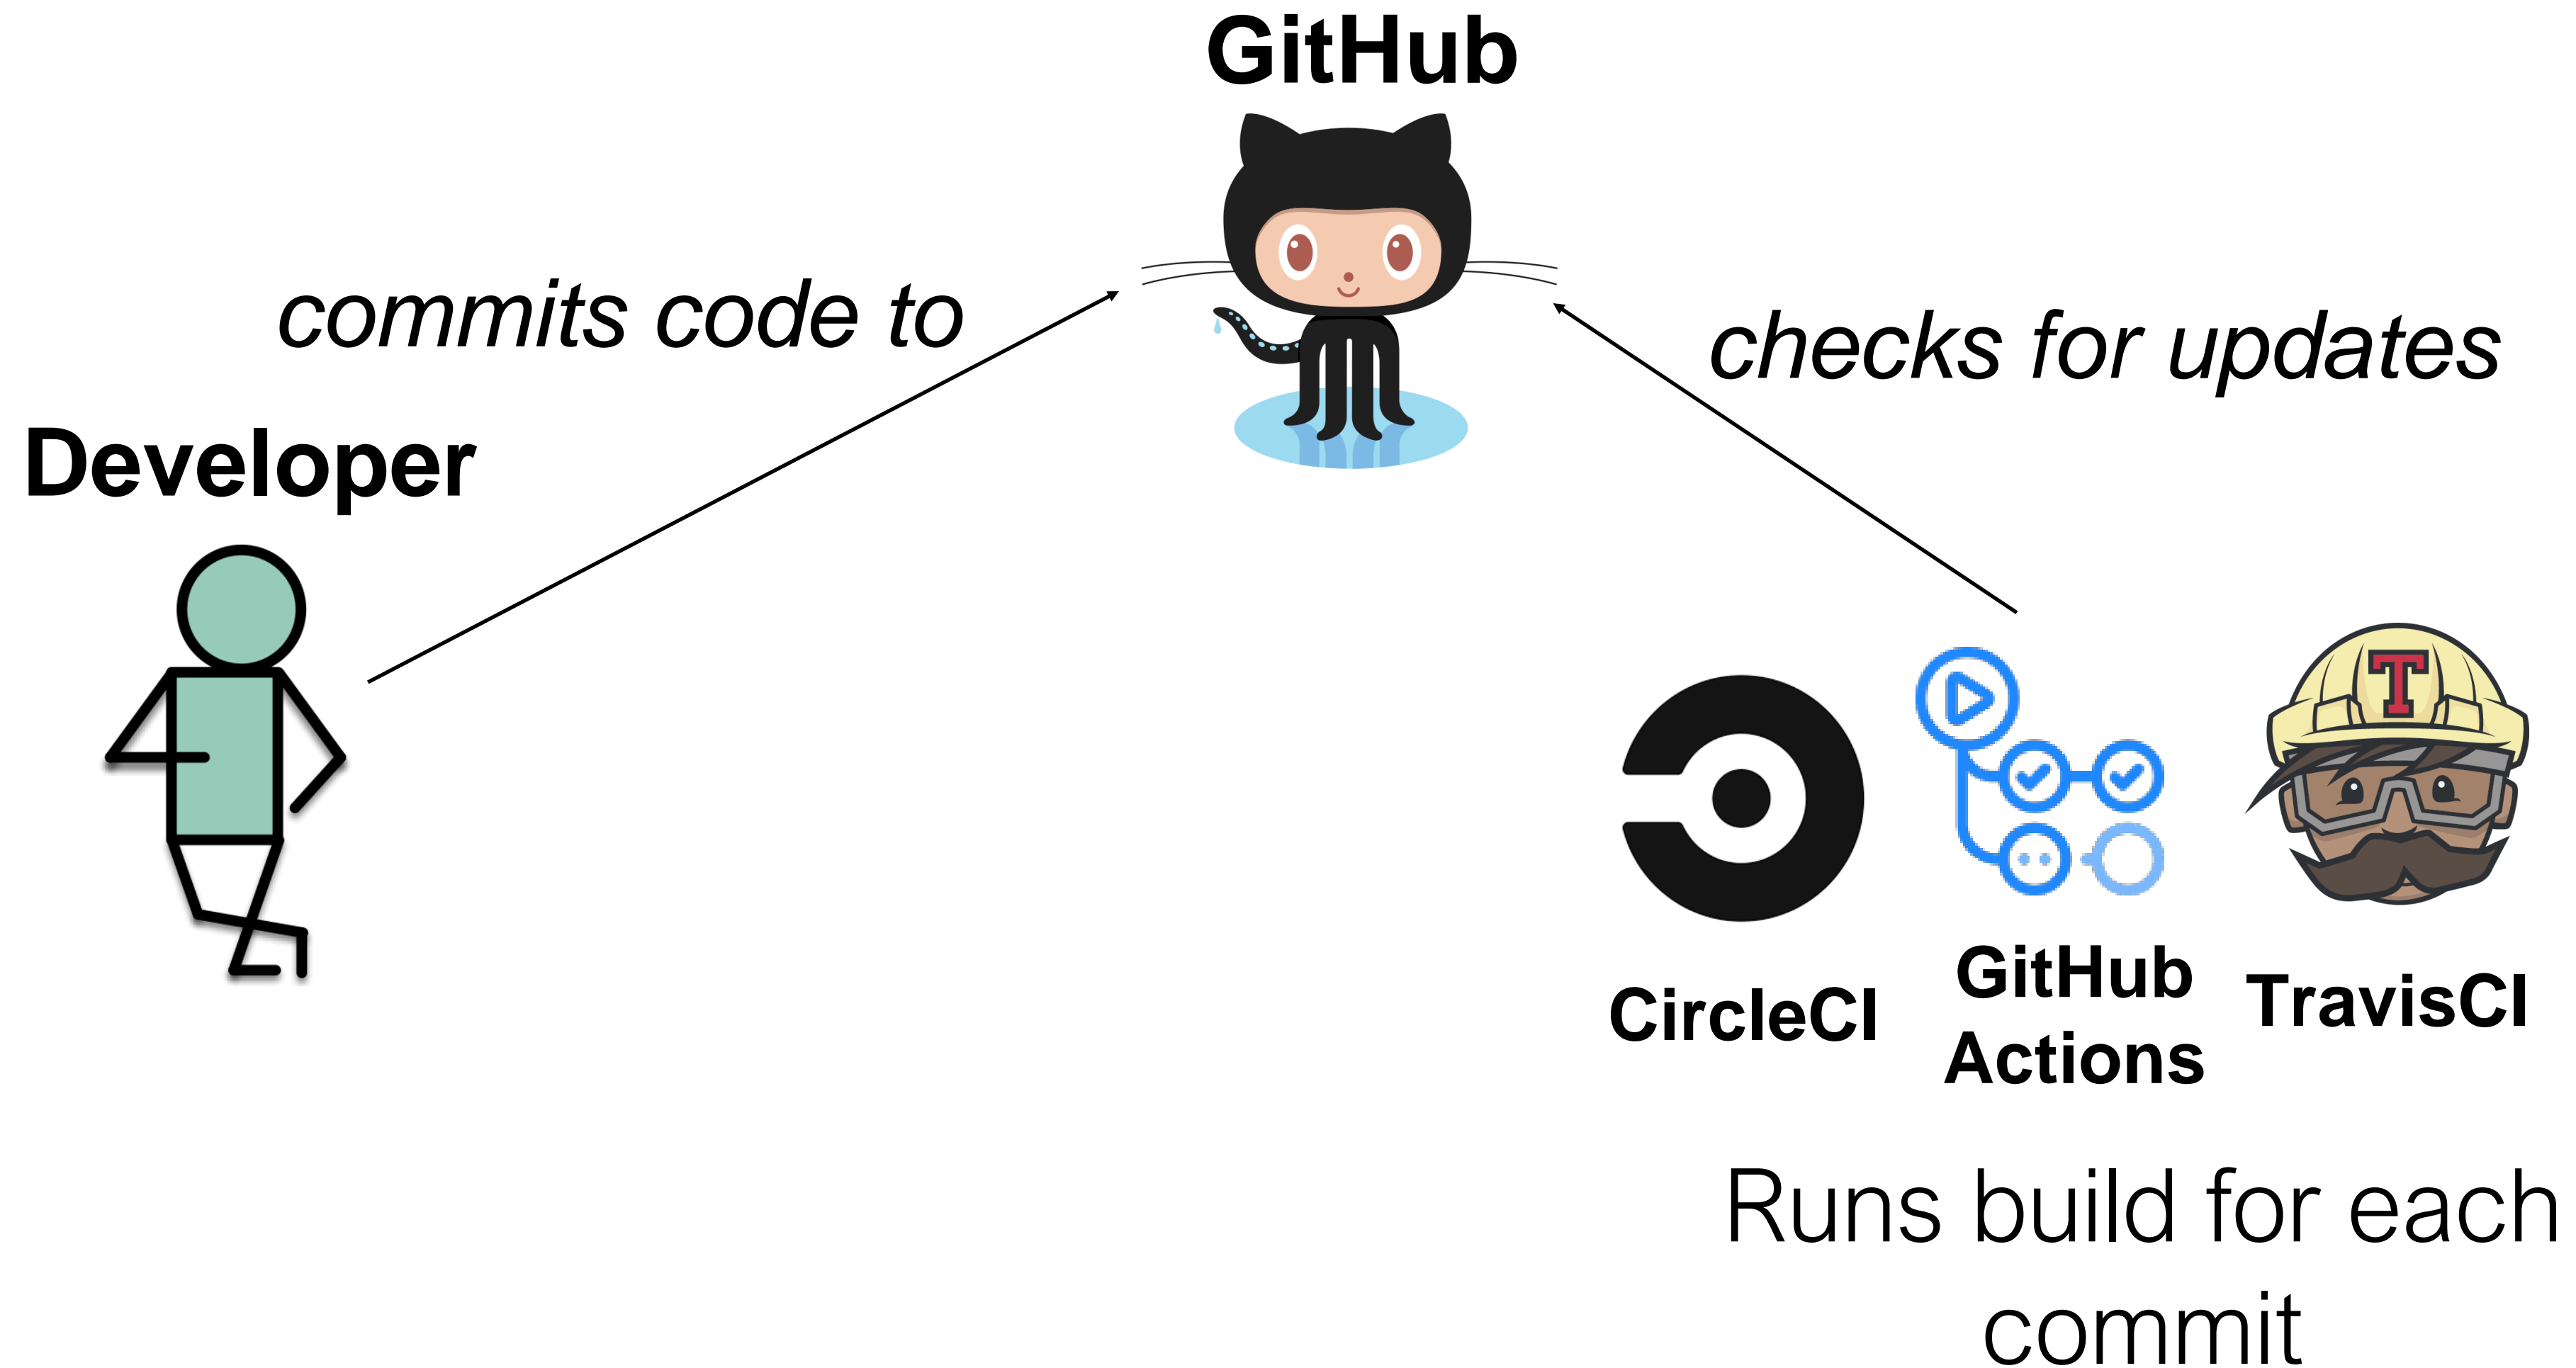 GitHub
commits code to
checks for updates
Developer
T
CircleCI
GitHub
Actions
TravisCI
Runs build for each
commit